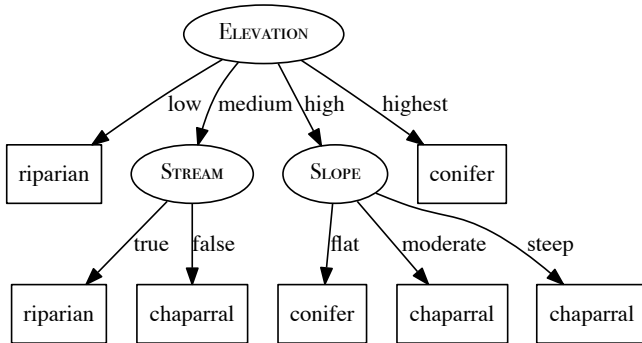 ELEVATION
low medium high highest
riparian STREAM SLOPE conifer
true false flat moderate steep
riparian chaparral conifer chaparral chaparral